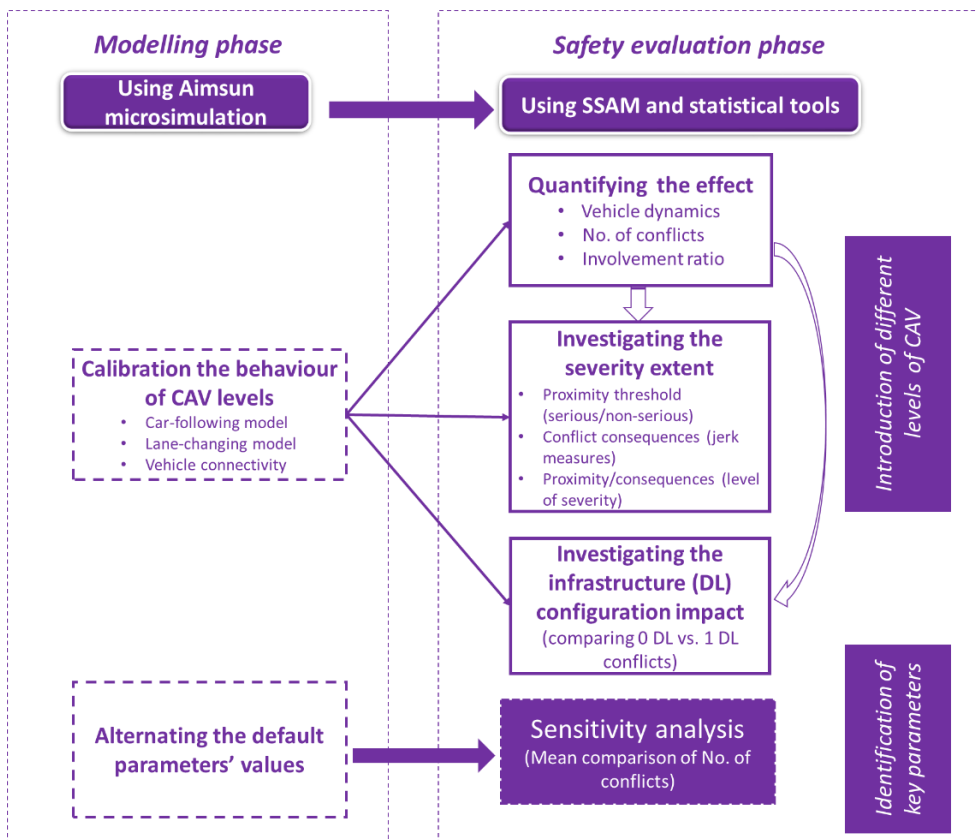 Modelling phase
Using Aimsun
microsimulation
Calibration the behaviour
of CAV levels
• Car-following model
• Lane-changing model
• Vehicle connectivity
Alternating the default
parameters’ values
Safety evaluation phase
Using SSAM and statistical tools
Quantifying the effect
• Vehicle dynamics
• No. of conflicts
• Involvement ratio
Investigating the
severity extent
• Proximity threshold
(serious/non-serious)
• Conflict consequences (jerk
measures)
• Proximity/consequences (level
of severity)
Investigating the
infrastructure (DL)
configuration impact
(comparing 0 DL vs. 1 DL
conflicts)
Sensitivity analysis
(Mean comparison of No. of
conflicts)
Introduction of different
levels of CAV
Identification of
key parameters